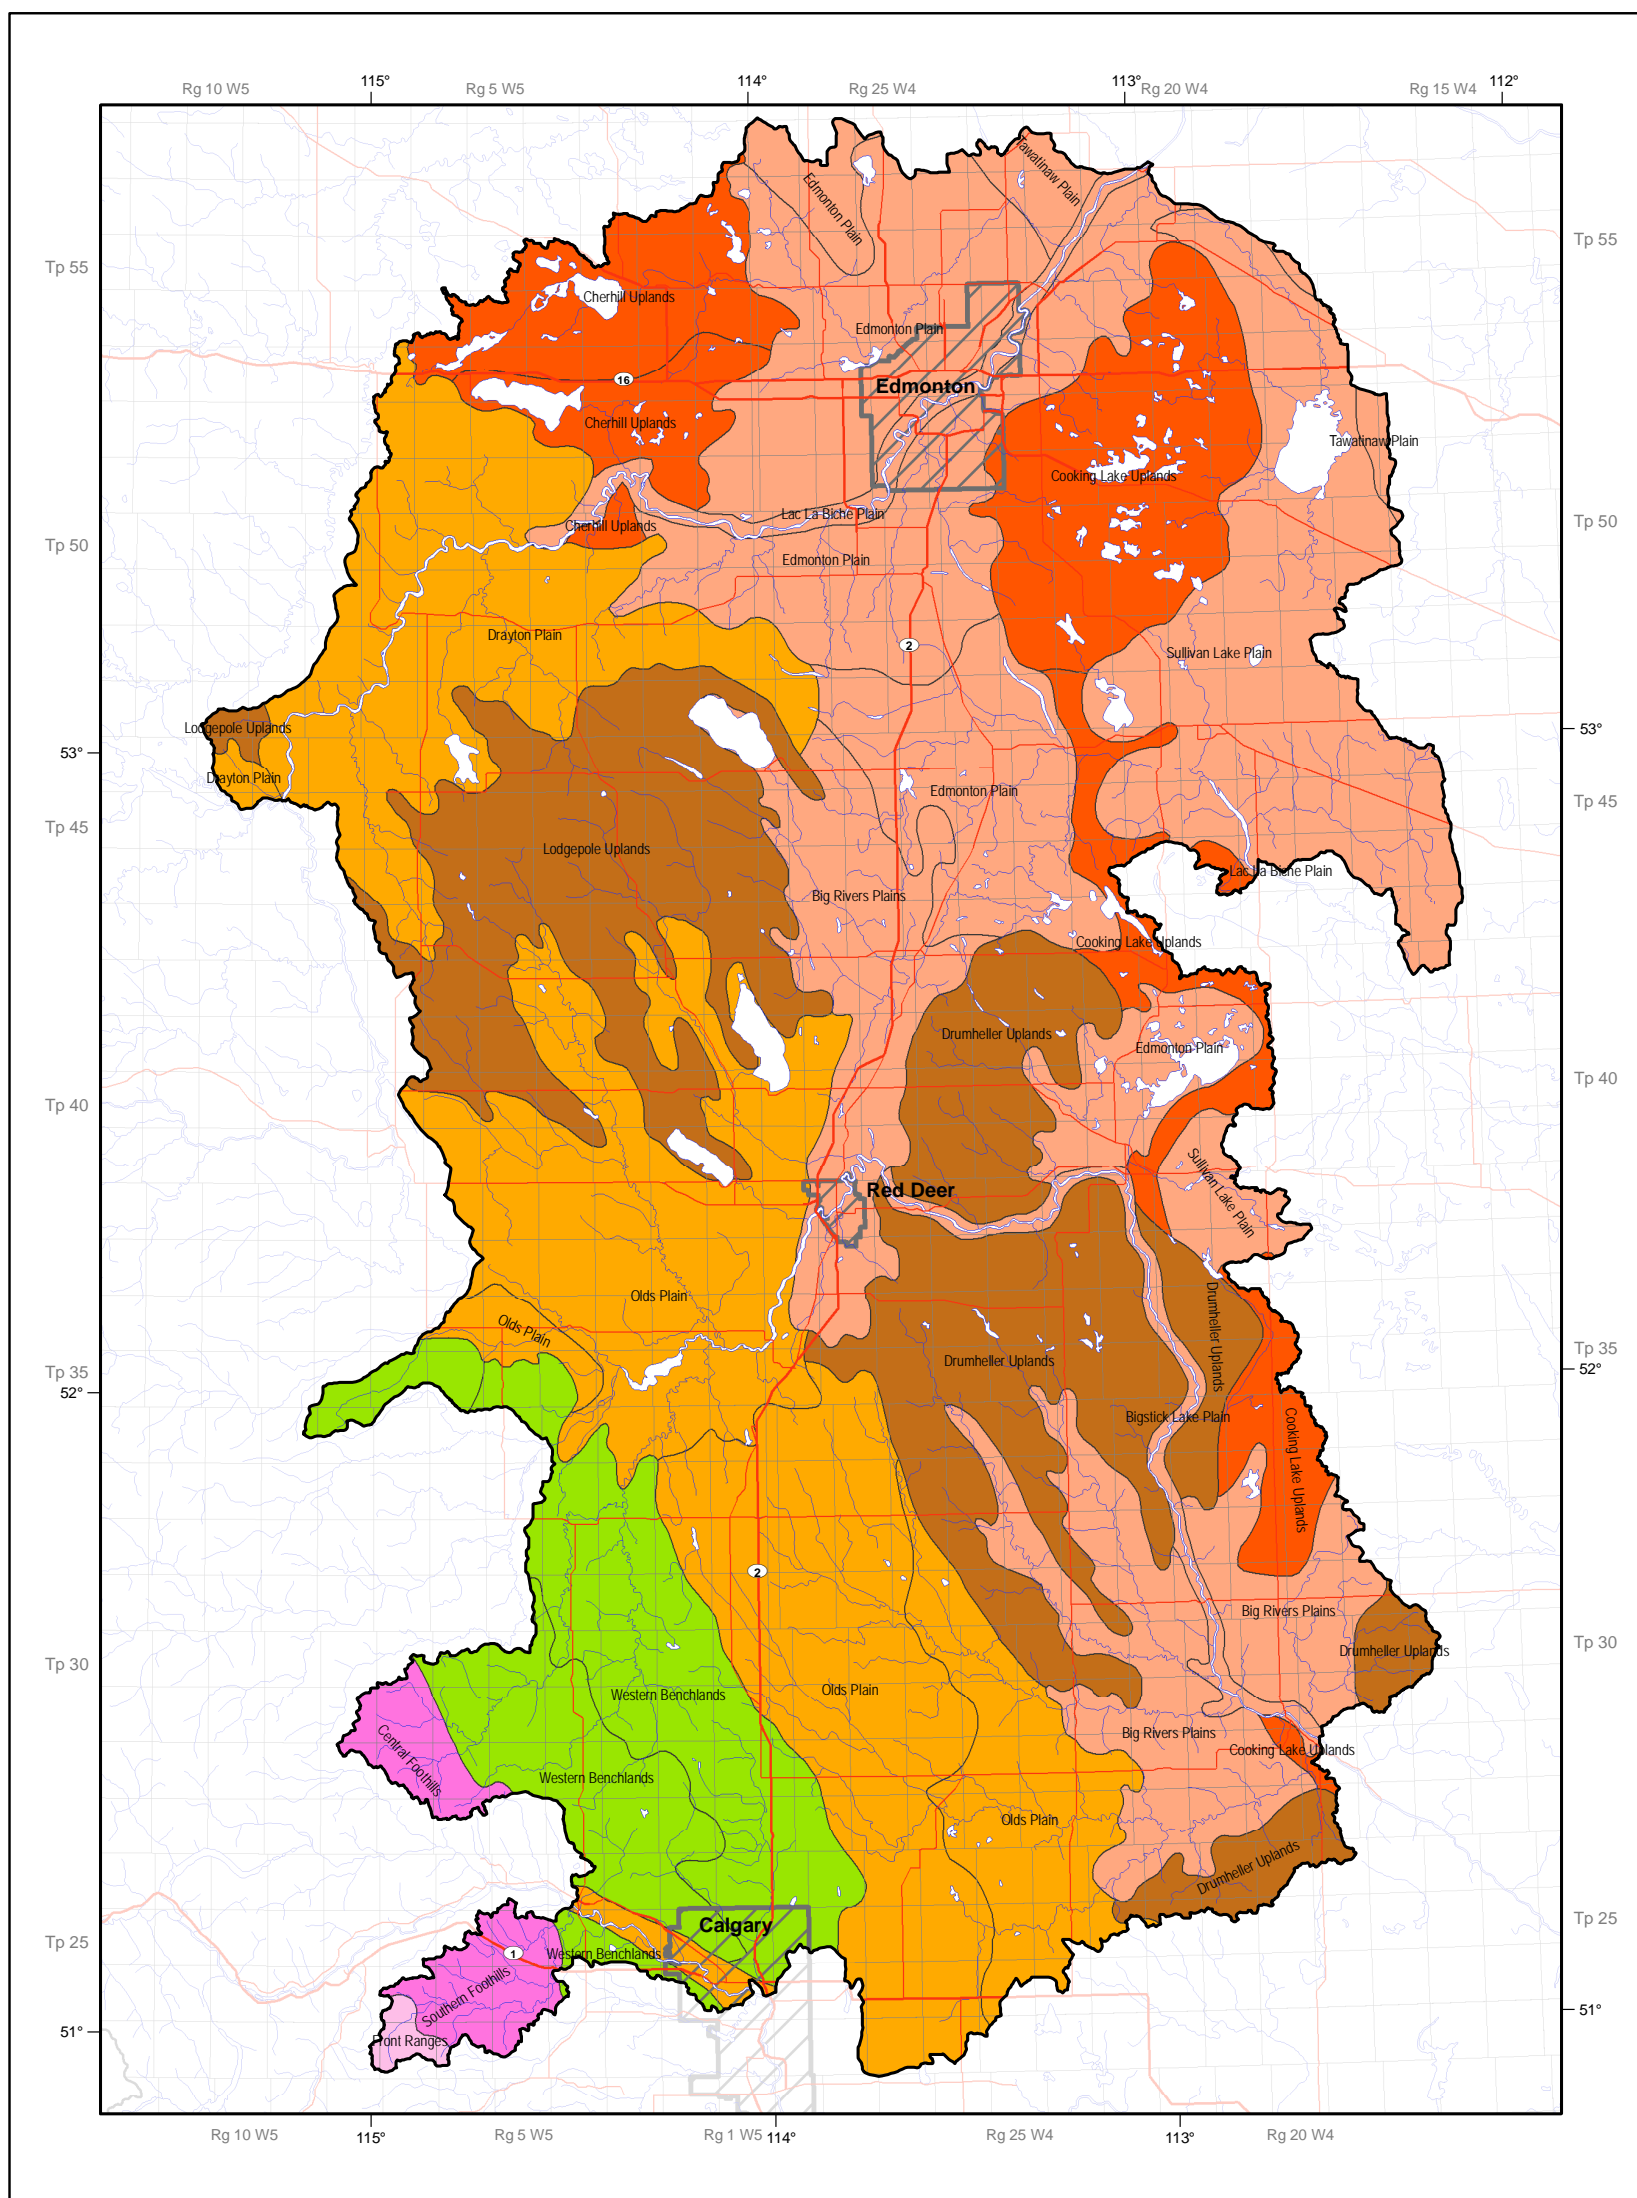 115°
114°
113°
112°
Rg 10 W5
Rg 5 W5
Rg 25 W4
Rg 20 W4
Rg 15 W4
Tawatinaw Plain
Edmonton Plain
Tp 55
Tp 55
Cherhill Uplands
Edmonton Plain
16
Edmonton
Cherhill Uplands
Tawatinaw Plain
Cooking Lake Uplands
Lac La Biche Plain
Tp 50
Cherhill Uplands
Tp 50
Edmonton Plain
Drayton Plain
2
Sullivan Lake Plain
Lodgepole Uplands
53°
53°
Drayton Plain
Edmonton Plain
Tp 45
Tp 45
Lodgepole Uplands
Lac La Biche Plain
Big Rivers Plains
Cooking Lake Uplands
Drumheller Uplands
Edmonton Plain
Tp 40
Tp 40
Red Deer
Sullivan Lake Plain
Olds Plain
Olds Plain
Drumheller Uplands
Drumheller Uplands
Tp 35
Tp 35
52°
52°
Bigstick Lake Plain
Cooking Lake Uplands
2
Big Rivers Plains
Drumheller Uplands
Tp 30
Tp 30
Western Benchlands
Olds Plain
Big Rivers Plains
Central Foothills
Cooking Lake Uplands
Western Benchlands
Olds Plain
Drumheller Uplands
Tp 25
Tp 25
Calgary
1
Western Benchlands
Southern Foothills
51°
51°
Front Ranges
Rg 10 W5
115°
Rg 5 W5
Rg 1 W5
114°
Rg 25 W4
113°
Rg 20 W4